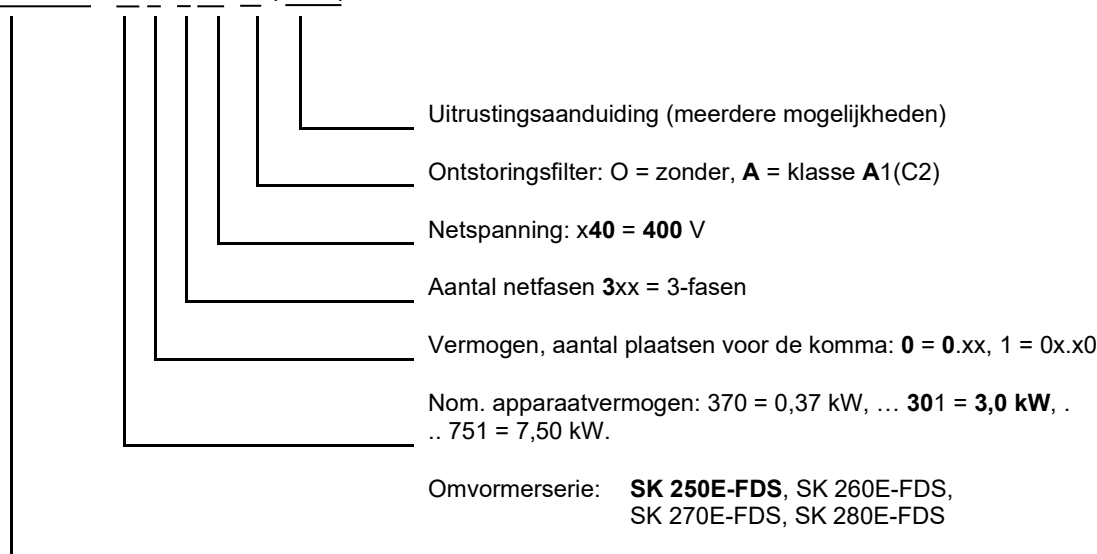 Uitrustingsaanduiding (meerdere mogelijkheden)
Ontstoringsfilter: O = zonder, A = klasse A1(C2)
Netspanning: x40 = 400 V
Aantal netfasen 3xx = 3-fasen
Vermogen, aantal plaatsen voor de komma: 0 = 0.xx, 1 = 0x.x0
Nom. apparaatvermogen: 370 = 0,37 kW, … 301 = 3,0 kW, .
.. 751 = 7,50 kW.
Omvormerserie: SK 250E-FDS, SK 260E-FDS,
SK 270E-FDS, SK 280E-FDS